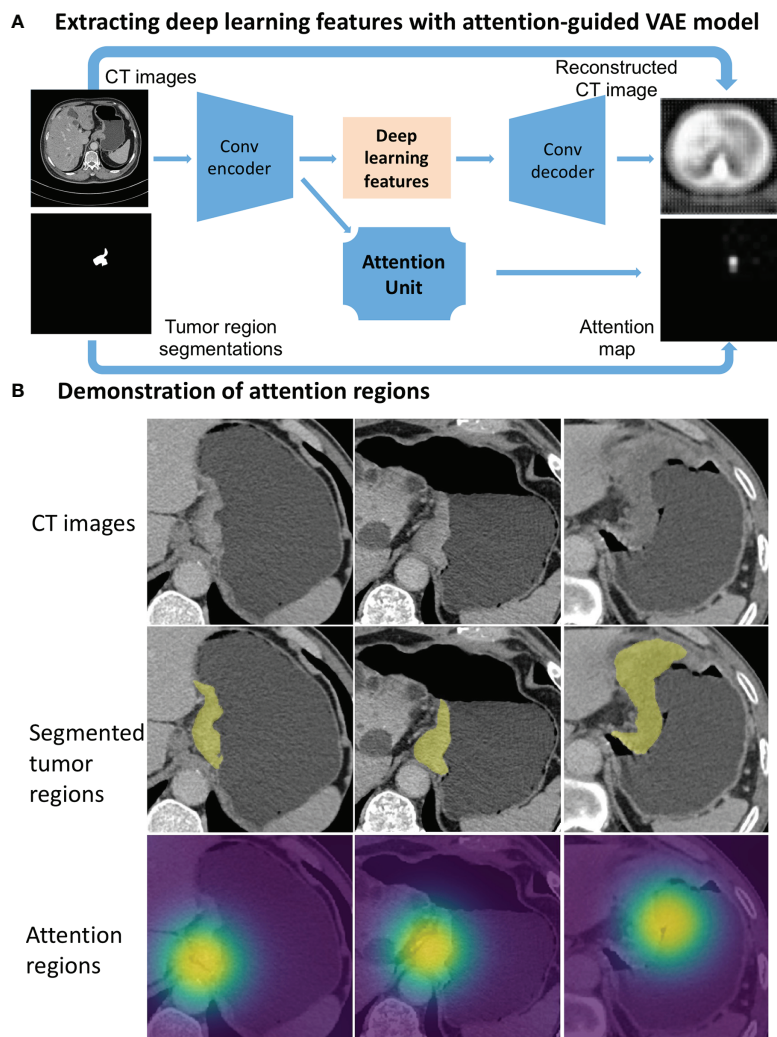 A Extracting deep learning features with attention-guided VAE model
CT images
Reconstructed
CT image
Conv
encoder
Deep
learning
features
Conv
decoder
Attention
Unit
Tumor region
segmentations
Attention
map
B Demonstration of attention regions
CT images
Segmented
tumor
regions
Attention
regions